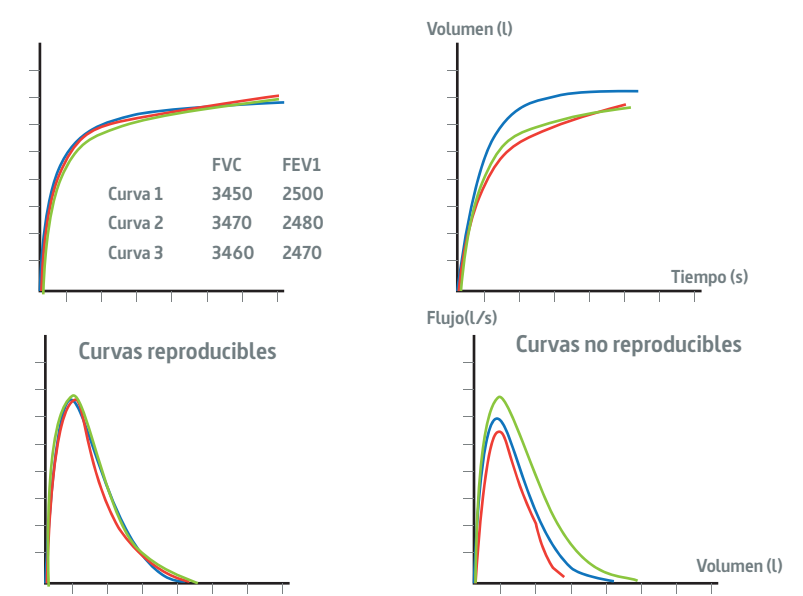 Volumen (l)
FVC FEV1
Curva 1 3450 2500
Curva 2 3470 2480
Curva 3 3460 2470
Tiempo (s)
Flujo(l/s)
Curvas reproducibles
Curvas no reproducibles
Volumen (l)